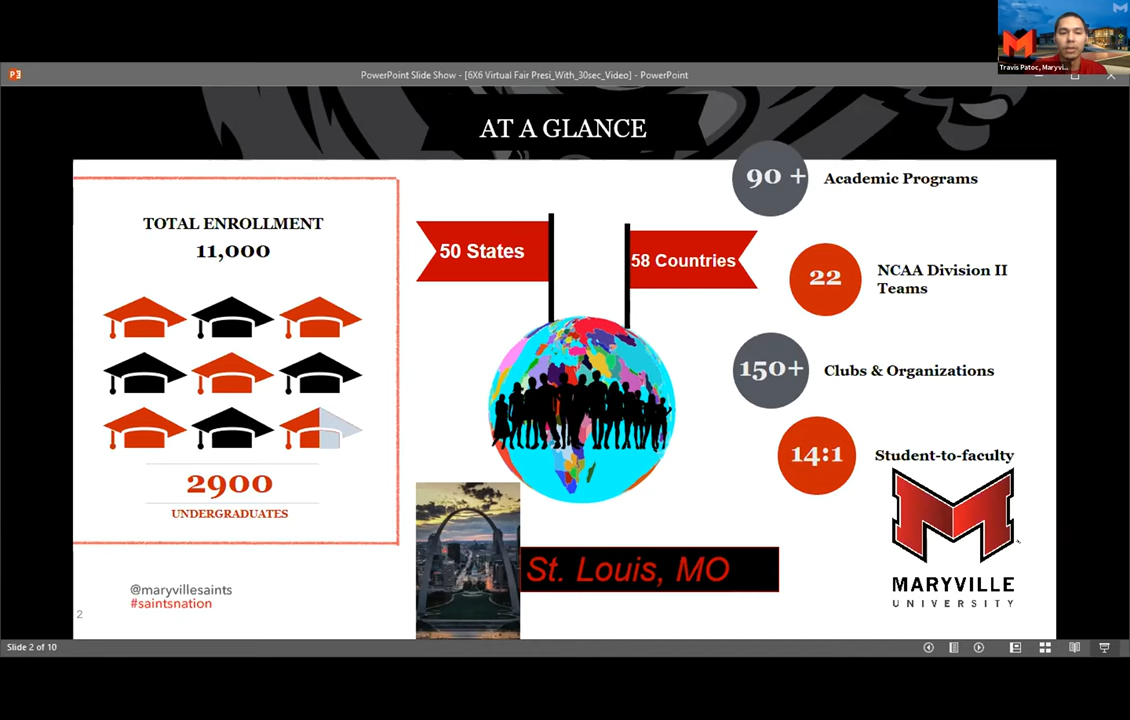 Travis Patoc, Maryvi...
PowerPoint Slide Show - [6X6 Virtual Fair Presi_With_30sec_Video] - PowerPoint
AT A GLANCE
TOTAL ENROLLMENT
11,000
2900
UNDERGRADUATES
@maryvillesaints
#saintsnation
2
50 States
58 Countries
St. Louis, MO
90 +
Academic Programs
22
NCAA Division II
Teams
150+
Clubs & Organizations
14:1
Student-to-faculty
M
MARYVILLE
UNIVERSITY
Slide 2 of 10